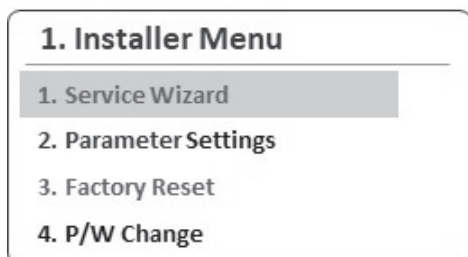 1. Installer Menu
1. Service Wizard
2. Parameter Settings
3. Factory Reset
4. P/W Change